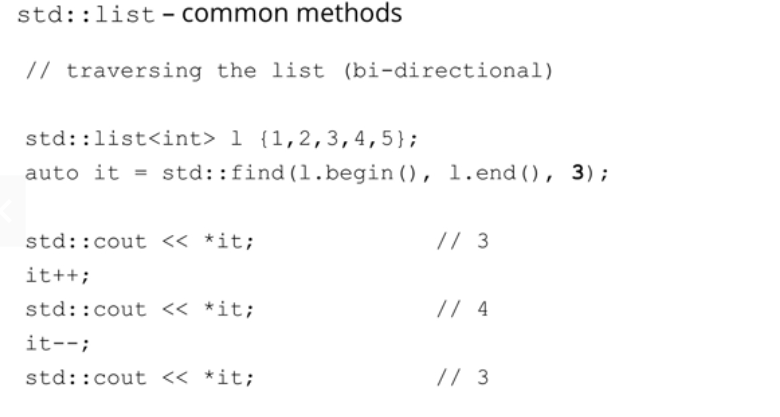 std::list – common methods
// traversing the list (bi-directional)
std::list<int> l {1,2,3,4,5};
auto it = std::find(l.begin(), l.end(), 3);
std::cout << *it; // 3
it++;
std::cout << *it; // 4
it--;
std::cout << *it; // 3